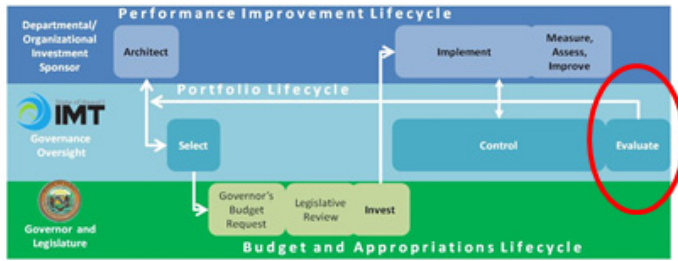 Performance Improvement Lifecycle
Departmental/
Organizational
Investment
Sponsor
Architect
Implement
Measure,
Assess,
Improve
Portfolio Lifecycle
IMT
Governance
Oversight
Select
Control
Evaluate
Governor's
Budget
Request
Legislative
Review
Invest
Governor and
Legislature
Budget and Appropriations Lifecycle